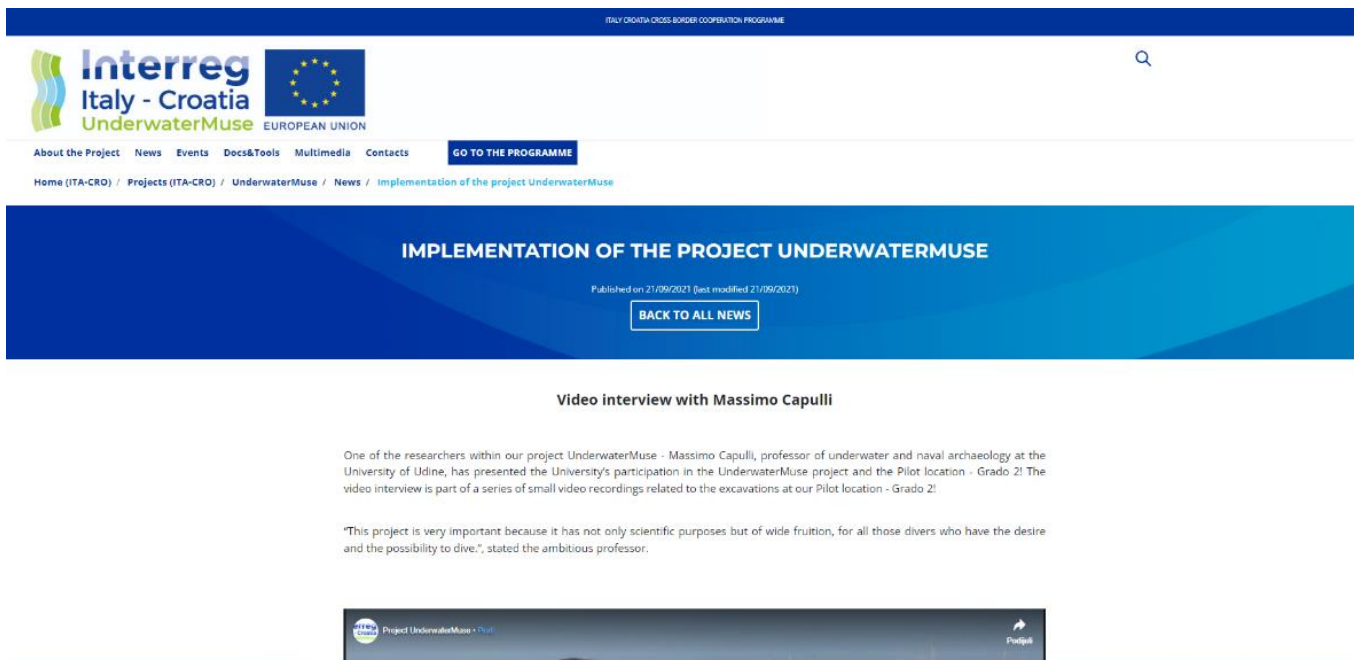 ITALY CROATIA CROSS-BORDER COOPERATION PROGRAMME
Interreg
Italy - Croatia
UnderwaterMuse EUROPEAN UNION
About the Project News Events Docs&Tools Multimedia Contacts GO TO THE PROGRAMME
Home (ITA-CRO) / Projects (ITA-CRO) / UnderwaterMuse / News / Implementation of the project UnderwaterMuse
IMPLEMENTATION OF THE PROJECT UNDERWATERMUSE
Published on 21/09/2021 (last modified 21/09/2021)
BACK TO ALL NEWS
Video interview with Massimo Capulli
One of the researchers within our project UnderwaterMuse - Massimo Capulli, professor of underwater and naval archaeology at the
University of Udine, has presented the University's participation in the UnderwaterMuse project and the Pilot location - Grado 2! The
video interview is part of a series of small video recordings related to the excavations at our Pilot location - Grado 2!
"This project is very important because it has not only scientific purposes but of wide fruition, for all those divers who have the desire
and the possibility to dive.", stated the ambitious professor.
Project UnderwaterMuse •
Podijeli